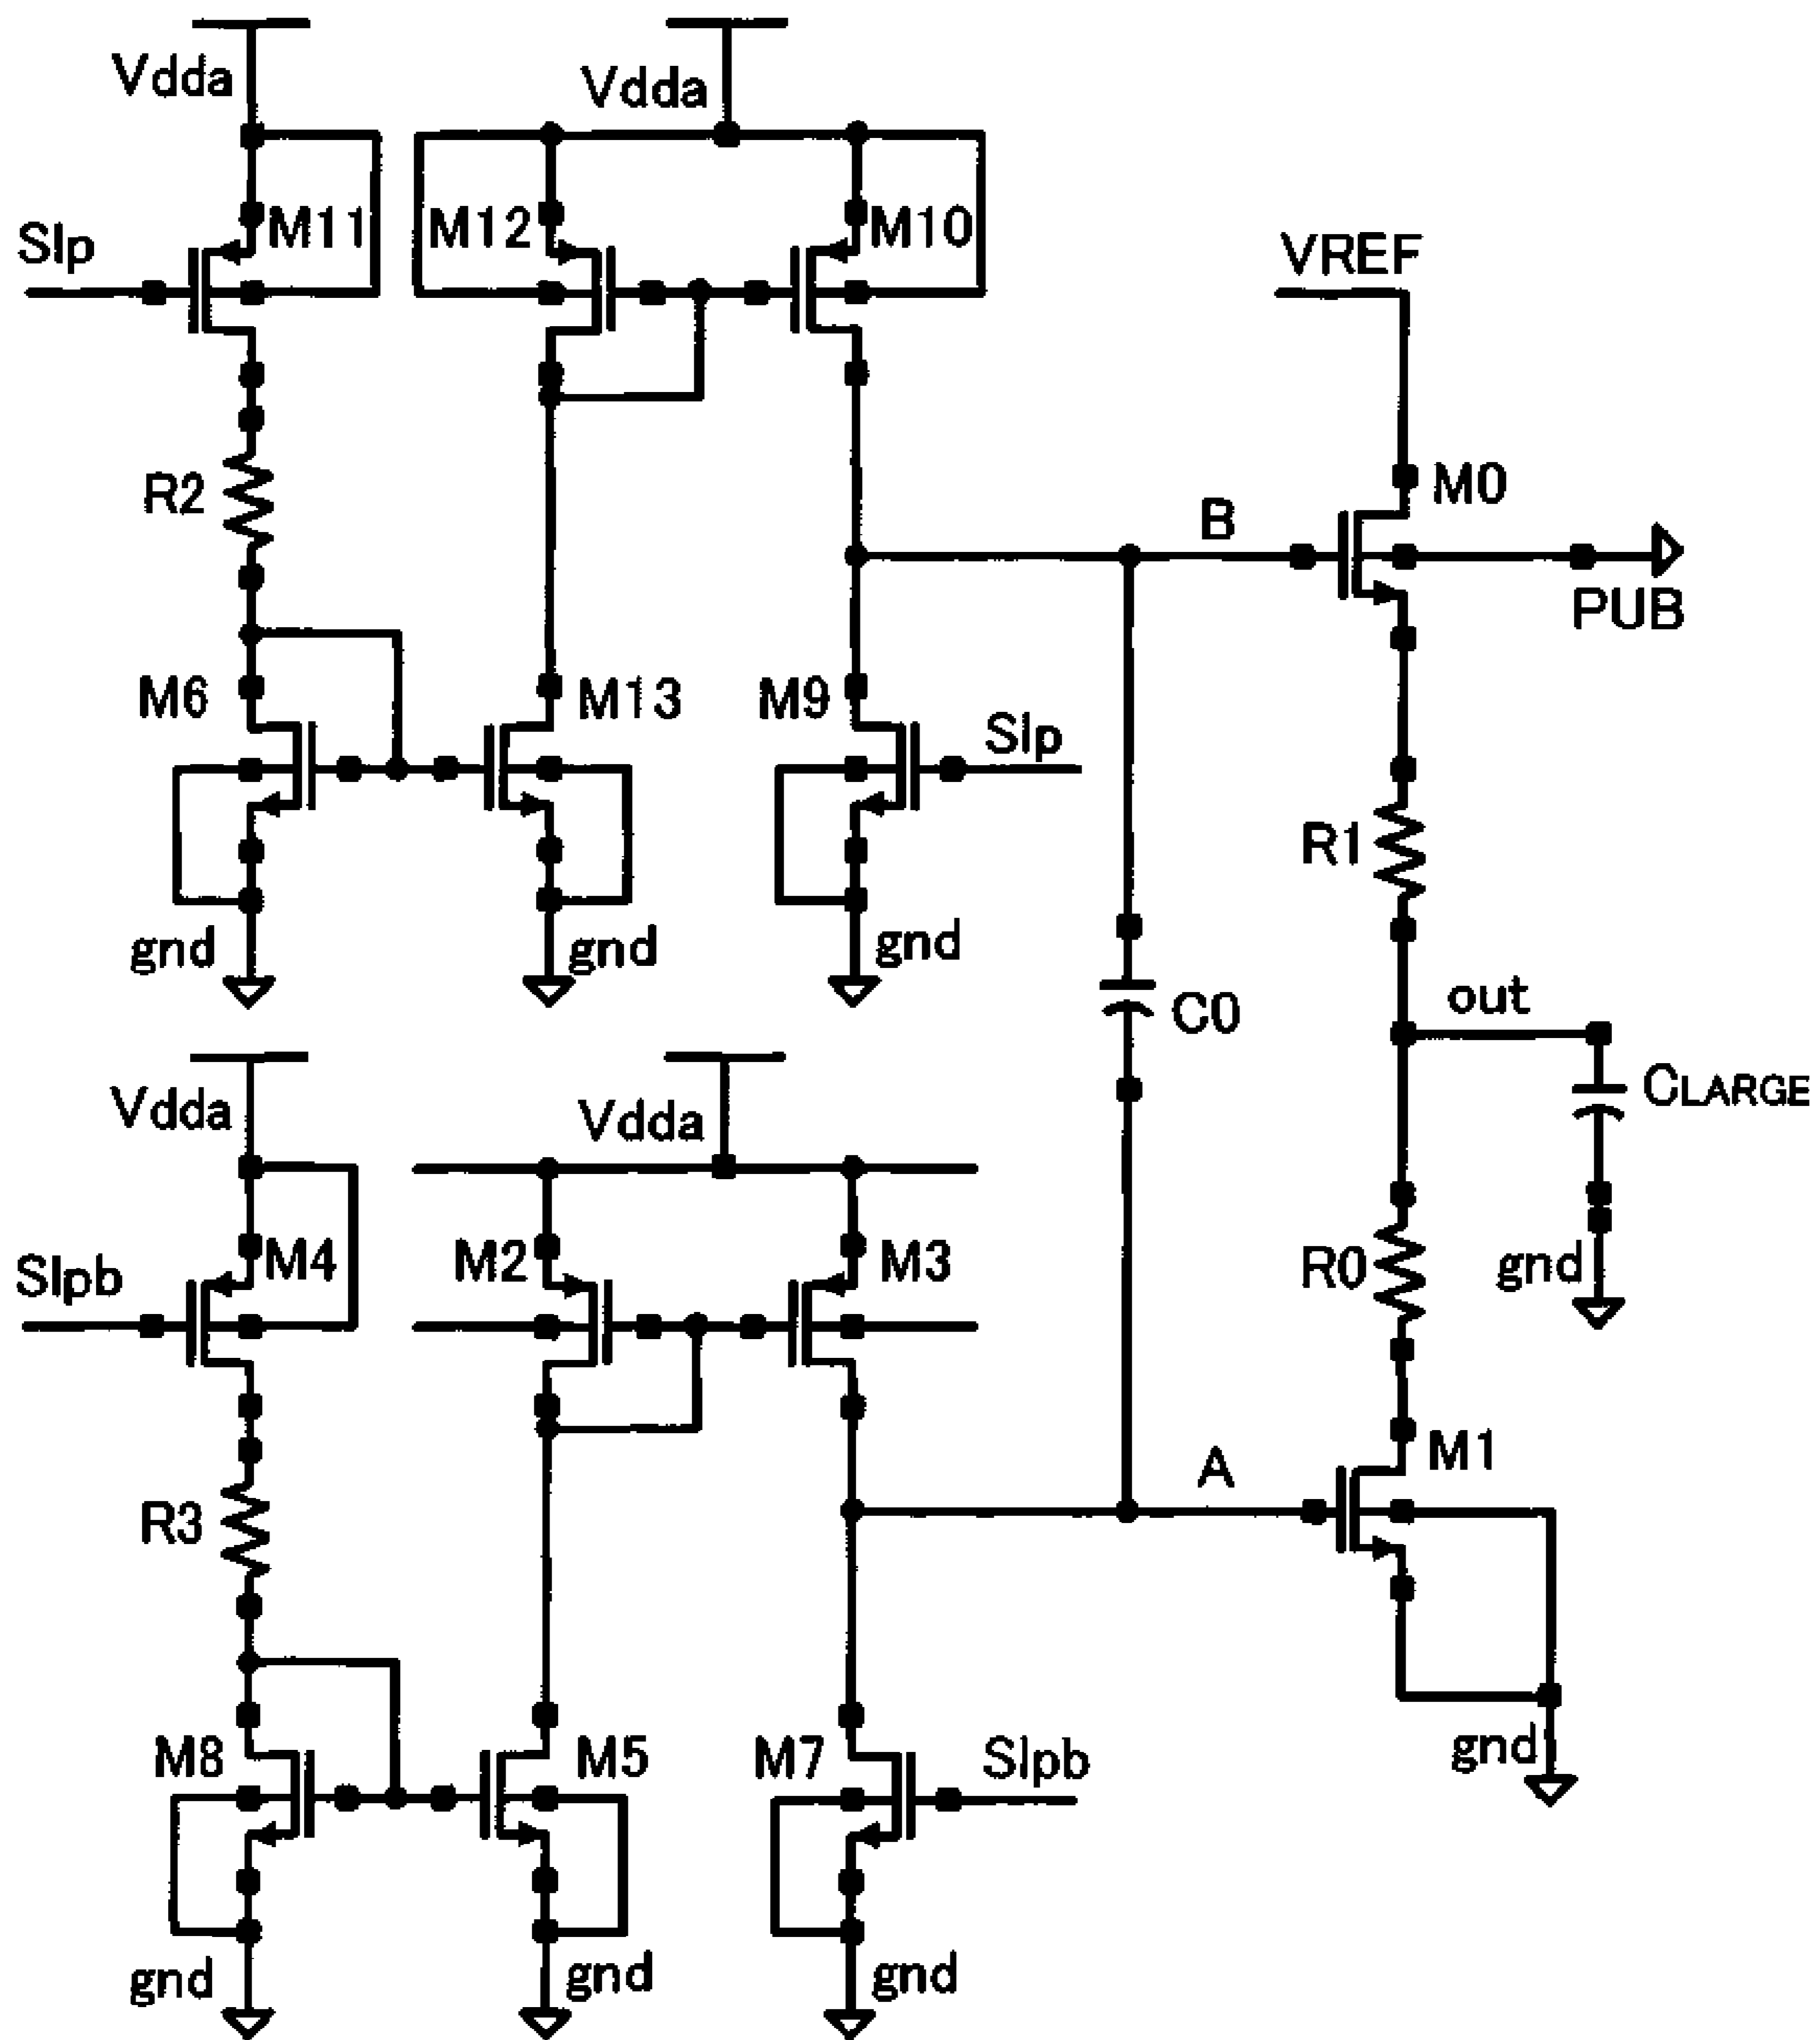 Vdda
Vdda
M11
M12
M10
Slp
VREF
R2
M0
B
PUB
M6
M13
M9
Slp
R1
gnd
gnd
gnd
out
C0
CLARGE
Vdda
Vdda
M4
M2
M3
Slpb
R0
gnd
R3
A
M1
M8
M5
M7
Slpb
gnd
gnd
gnd
gnd